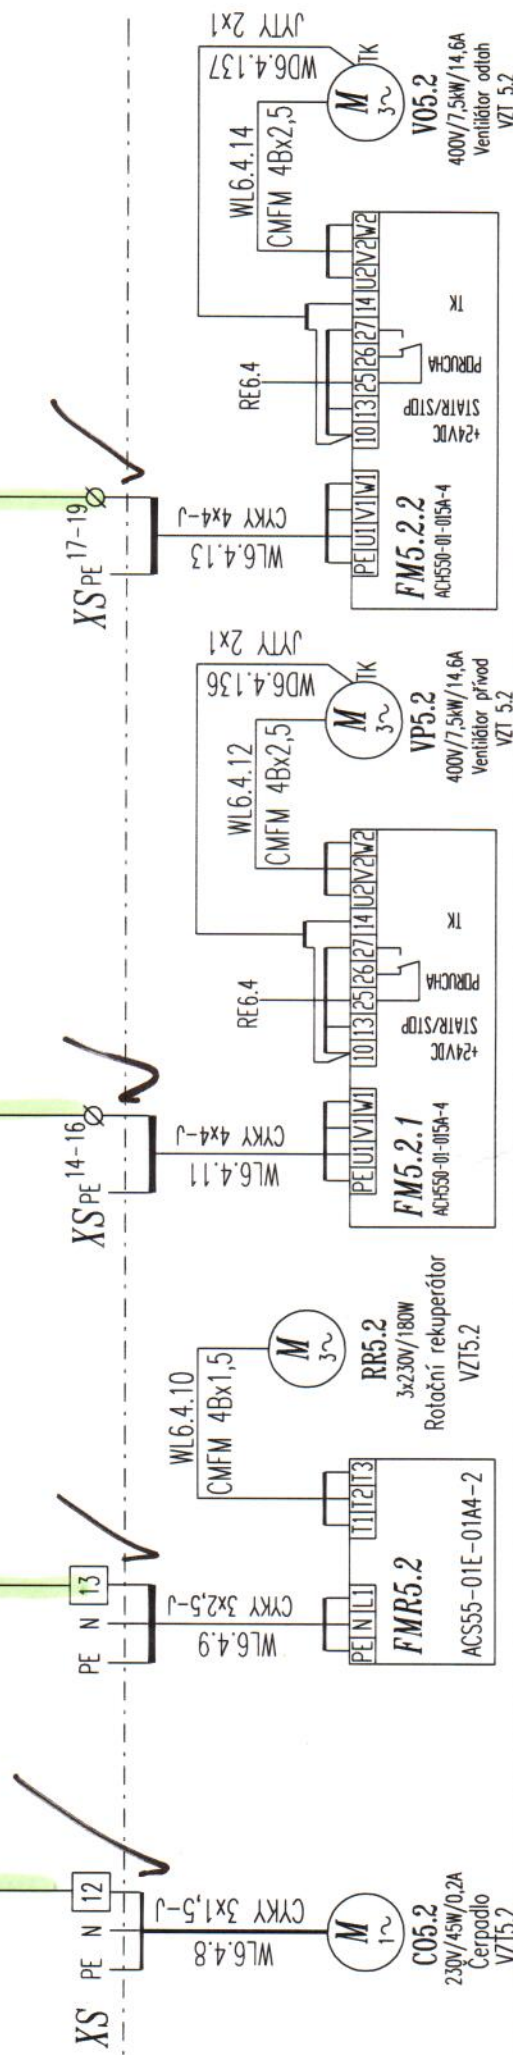 XS
PE N 12
WL6.4.8
CYKY 3x1,5-J
M
1~
CO5.2
230V/45W/0,2A
Čerpadlo
VZT5.2
PE N 13
WL6.4.9
CYKY 3x2,5-J
PE N L1
T1 T2 T3
FMR5.2
ACS55-01E-01A4-2
WL6.4.10
CMFM 4Bx1,5
M
3~
RR5.2
3x230V/180W
Rotační rekuperátor
VZT5.2
XS PE 14-16
WL6.4.11
CYKY 4x4-J
PE U1 V1 W1
10 13 25 26 27 14 U2 V2 W2
FM5.2.1
ACH550-01-015A-4
+24VDC
STATR/STOP
PORUCHA
TK
RE6.4
WL6.4.12
CMFM 4Bx2,5
WD6.4.136
JYTY 2x1
M
3~
TK
VP5.2
400V/7,5kW/14,6A
Ventilátor přívod
VZT 5.2
XS PE 17-19
WL6.4.13
CYKY 4x4-J
PE U1 V1 W1
10 13 25 26 27 14 U2 V2 W2
FM5.2.2
ACH550-01-015A-4
+24VDC
STATR/STOP
PORUCHA
TK
RE6.4
WL6.4.14
CMFM 4Bx2,5
WD6.4.137
JYTY 2x1
M
3~
TK
VO5.2
400V/7,5kW/14,6A
Ventilátor odtah
VZT 5.2